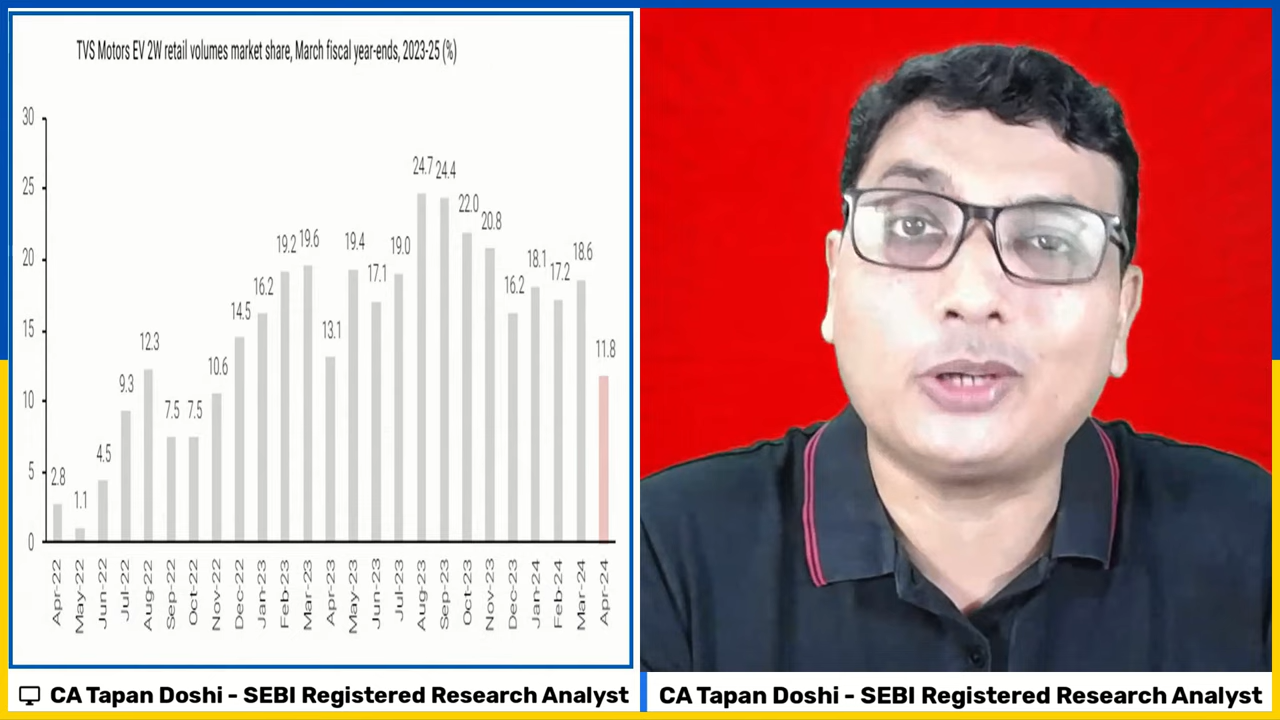 TVS Motors EV 2W retail volumes market share, March fiscal year-ends, 2023-25 (%)
30
25
20
15
10
5
0
2.8
1.1
4.5
9.3
12.3
7.5
7.5
10.6
14.5
16.2
19.2
19.6
13.1
19.4
17.1
19.0
24.7
24.4
22.0
20.8
16.2
18.1
17.2
18.6
11.8
Apr-22
May-22
Jun-22
Jul-22
Aug-22
Sep-22
Oct-22
Nov-22
Dec-22
Jan-23
Feb-23
Mar-23
Apr-23
May-23
Jun-23
Jul-23
Aug-23
Sep-23
Oct-23
Nov-23
Dec-23
Jan-24
Feb-24
Mar-24
Apr-24
CA Tapan Doshi - SEBI Registered Research Analyst
CA Tapan Doshi - SEBI Registered Research Analyst